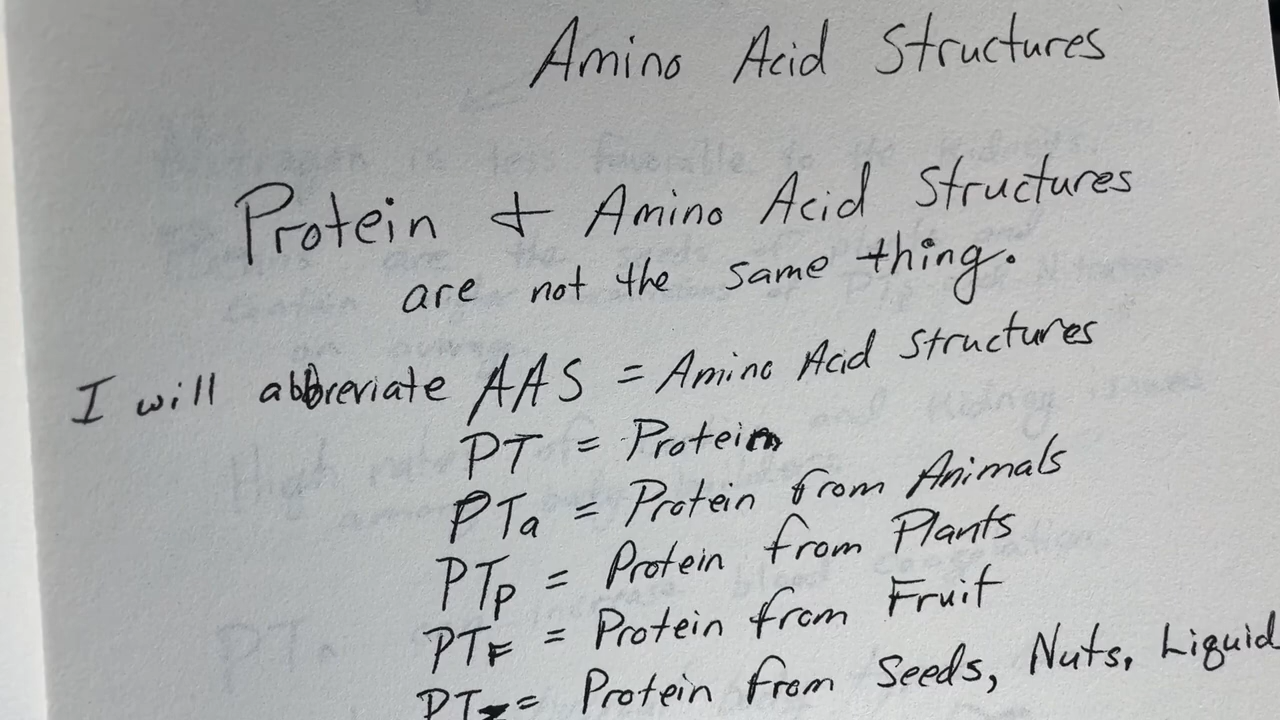 Amino Acid Structures
Protein + Amino Acid Structures
are not the same thing.
I will abbreviate AAS = Amino Acid Structures
PT = Protein
PTa = Protein from Animals
PTp = Protein from Plants
PTF = Protein from Fruit
= Protein from Seeds, Nuts, Liquid